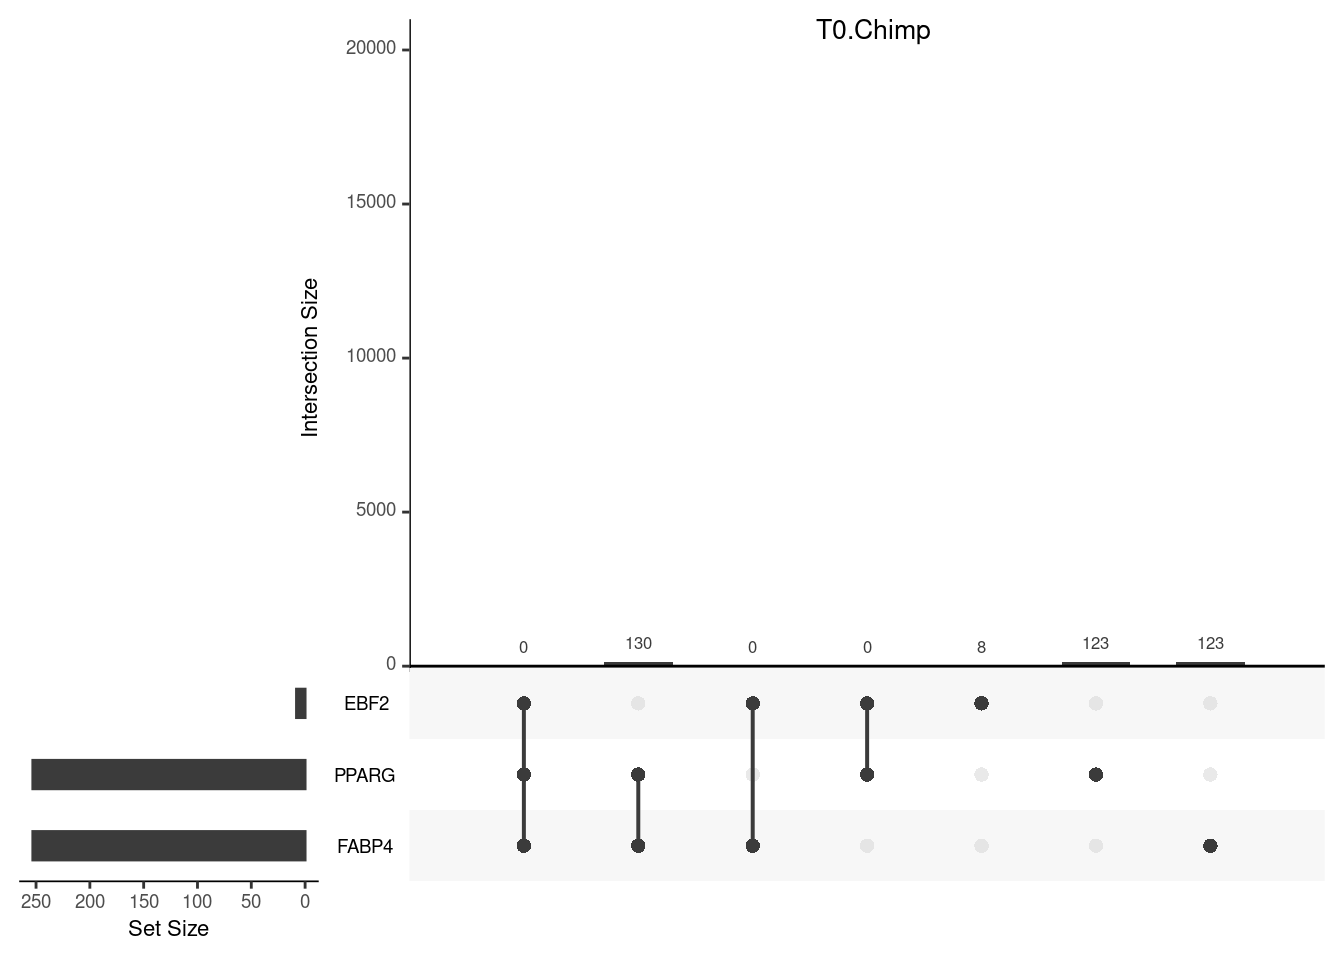 T0.Chimp
20000
15000
10000
5000
0
Intersection Size
0 130 0 0 8 123 123
EBF2
PPARG
FABP4
250 200 150 100 50 0
Set Size